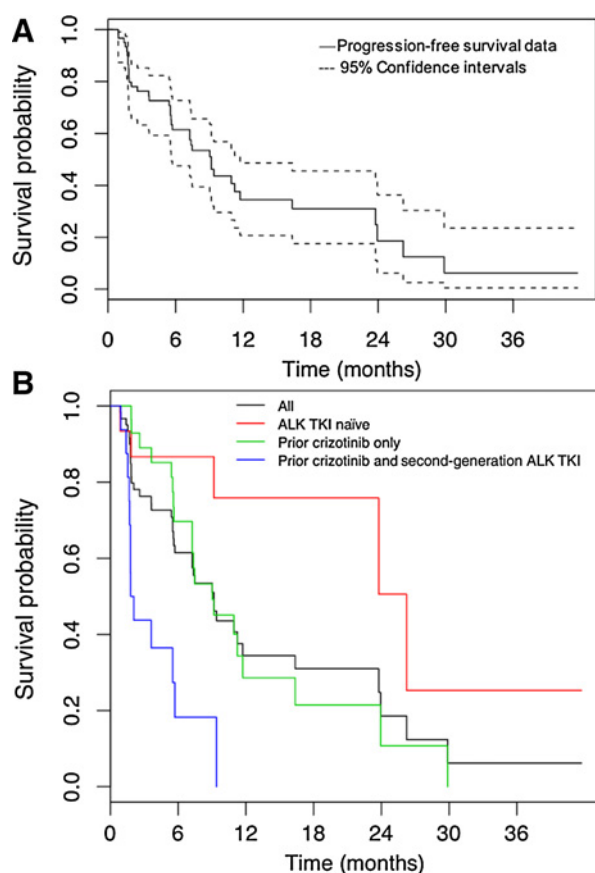 A
Progression-free survival data
95% Confidence intervals
Survival probability
1.0
0.8
0.6
0.4
0.2
0.0
0 6 12 18 24 30 36
Time (months)
B
All
ALK TKI naïve
Prior crizotinib only
Prior crizotinib and second-generation ALK TKI
Survival probability
1.0
0.8
0.6
0.4
0.2
0.0
0 6 12 18 24 30 36
Time (months)